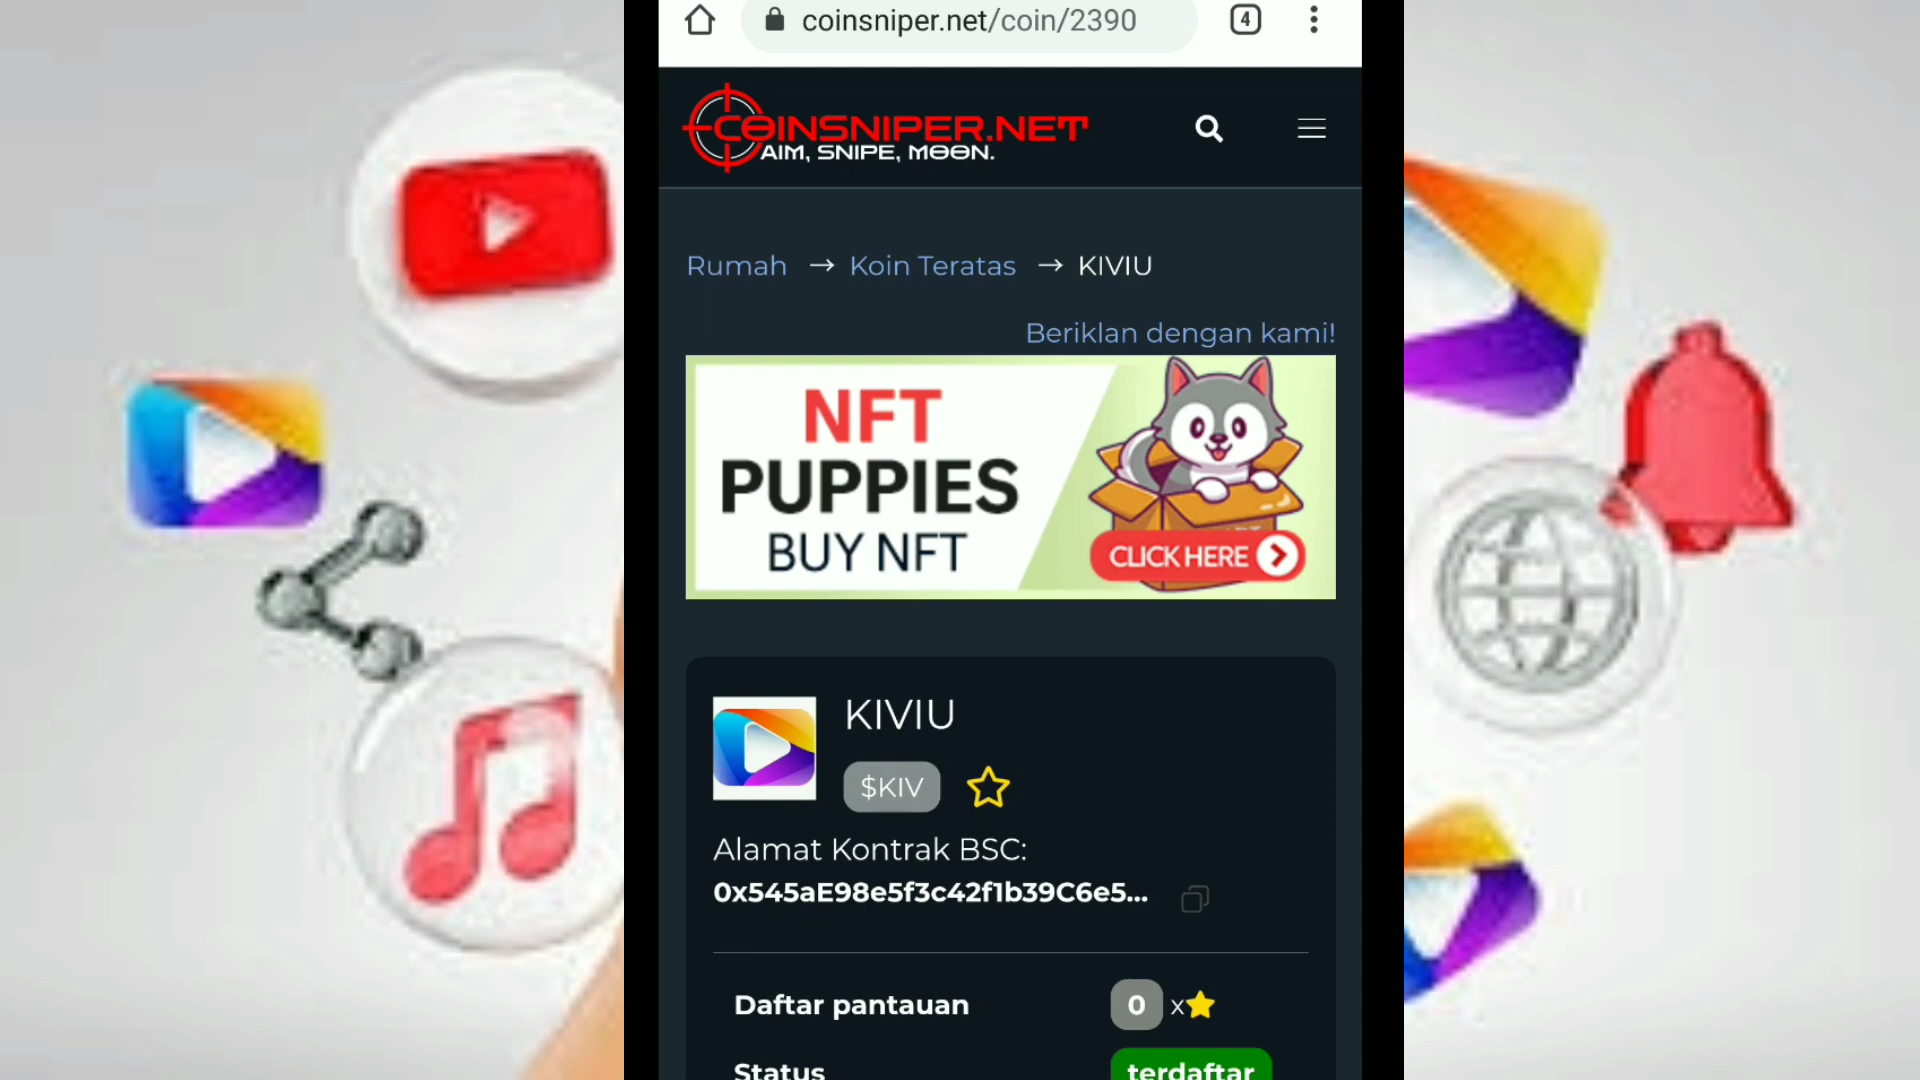 coinsniper.net/coin/2390
4
COINSNIPER.NET
AIM, SNIPE, MOON.
Rumah → Koin Teratas → KIVIU
Beriklan dengan kami!
NFT
PUPPIES
BUY NFT
CLICK HERE
KIVIU
$KIV
Alamat Kontrak BSC:
0x545aE98e5f3c42f1b39C6e5...
Daftar pantauan 0 x
Status terdaftar